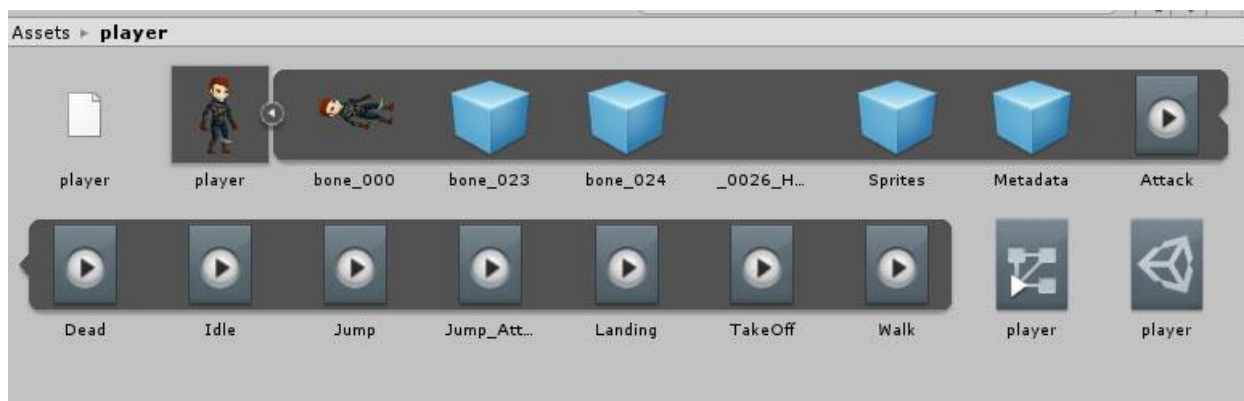 Assets ▸ player
player player bone_000 bone_023 bone_024 _0026_H... Sprites Metadata Attack
Dead Idle Jump Jump_Att... Landing TakeOff Walk player player